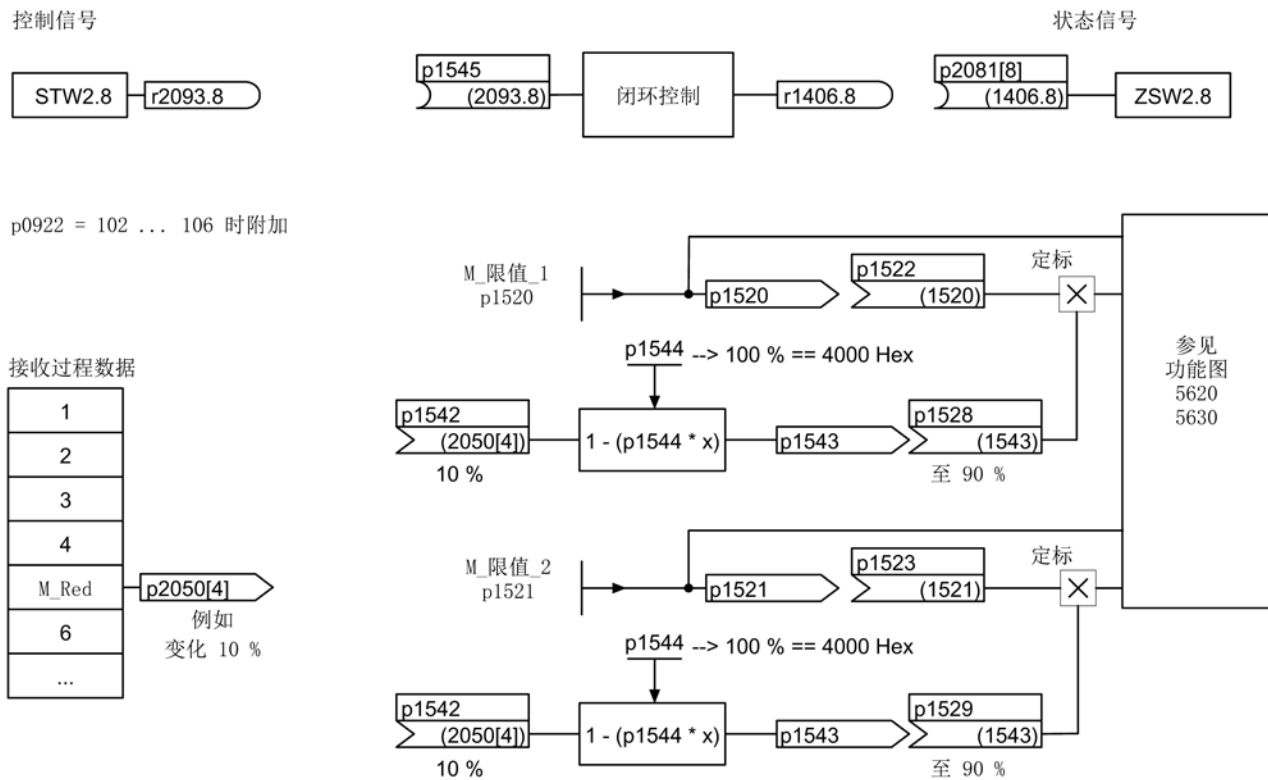 控制信号
状态信号
STW2.8
r2093.8
p1545
(2093.8)
闭环控制
r1406.8
p2081[8]
(1406.8)
ZSW2.8
p0922 = 102 ... 106 时附加
M_限值_1
p1520
p1520
p1522
(1520)
定标
p1544 --> 100 % == 4000 Hex
p1542
(2050[4])
10 %
1 - (p1544 * x)
p1543
p1528
(1543)
至 90 %
参见
功能图
5620
5630
接收过程数据
1
2
3
4
M_Red
6
...
p2050[4]
例如
变化 10 %
M_限值_2
p1521
p1521
p1523
(1521)
定标
p1544 --> 100 % == 4000 Hex
p1542
(2050[4])
10 %
1 - (p1544 * x)
p1543
p1529
(1543)
至 90 %